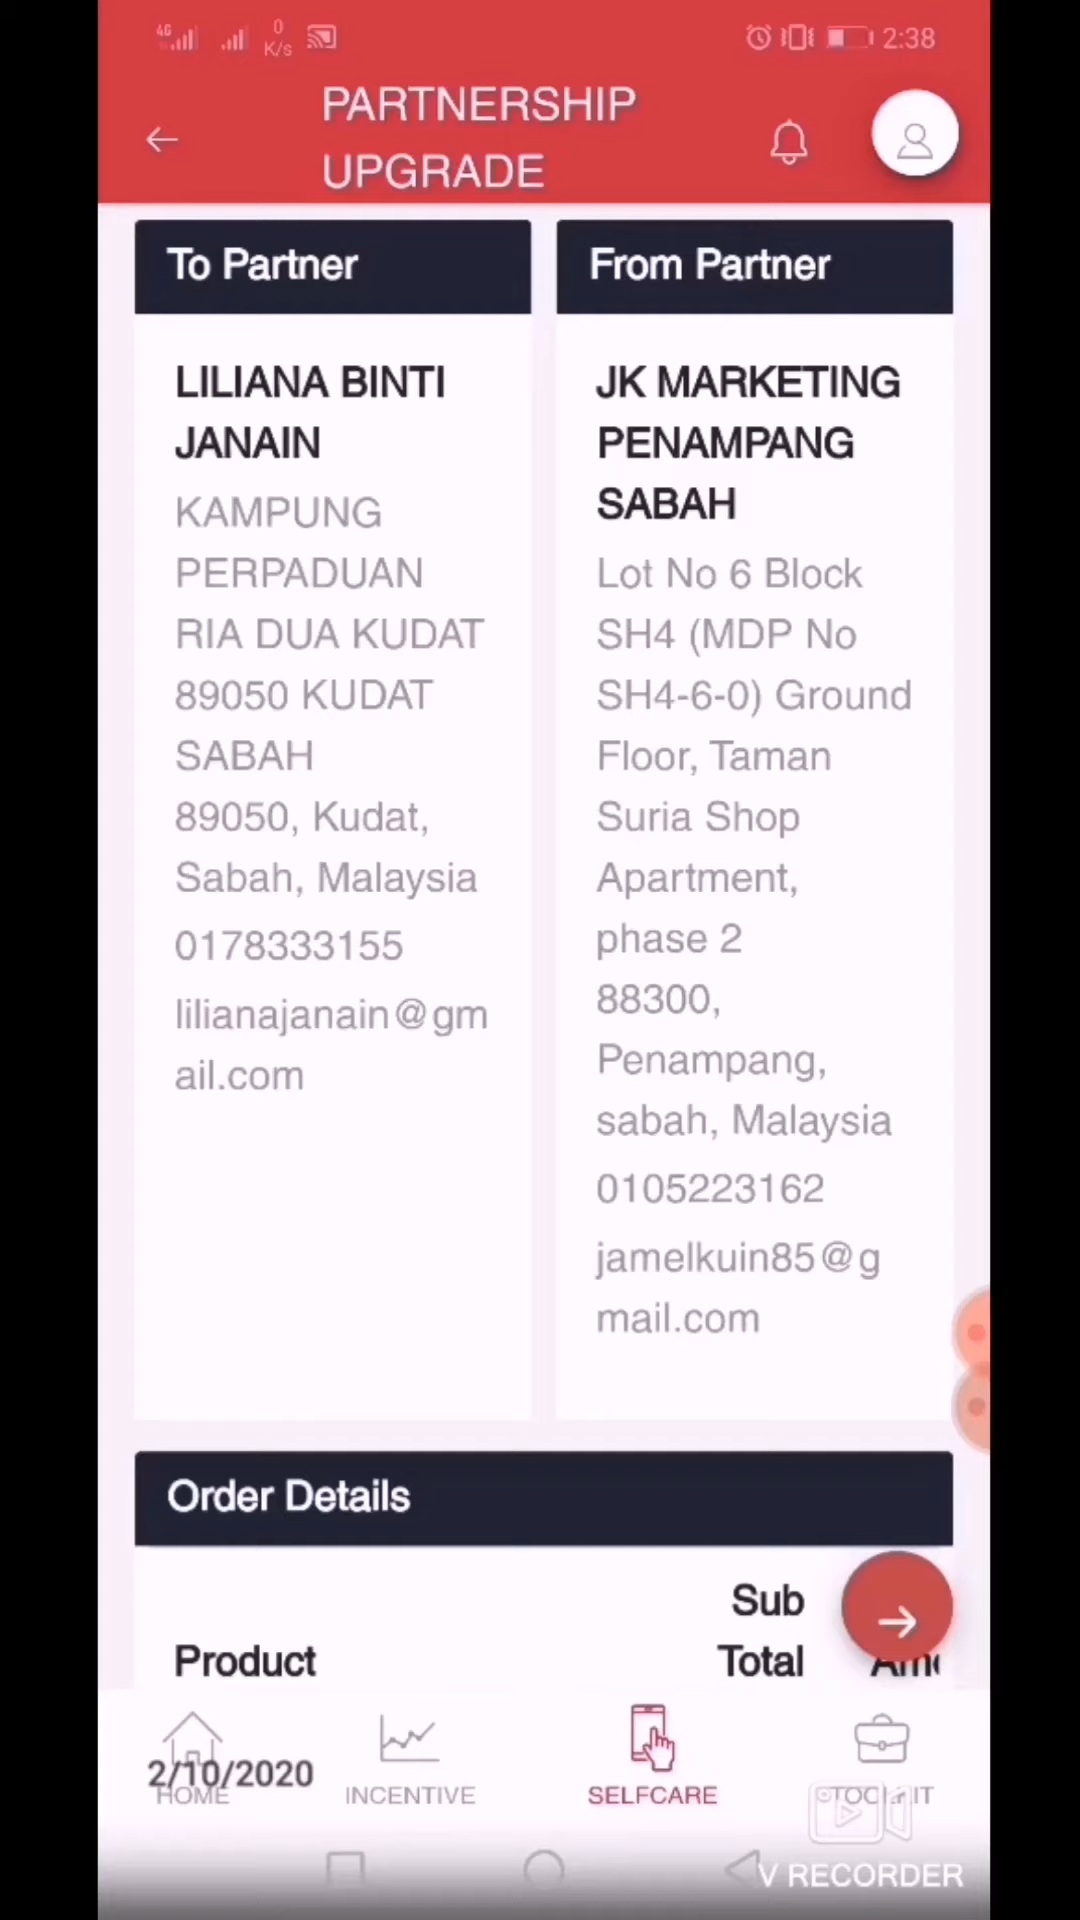 4G
0
K/s
2:38
PARTNERSHIP
UPGRADE
To Partner
LILIANA BINTI
JANAIN
KAMPUNG
PERPADUAN
RIA DUA KUDAT
89050 KUDAT
SABAH
89050, Kudat,
Sabah, Malaysia
0178333155
lilianajanain@gm
ail.com
From Partner
JK MARKETING
PENAMPANG
SABAH
Lot No 6 Block
SH4 (MDP No
SH4-6-0) Ground
Floor, Taman
Suria Shop
Apartment,
phase 2
88300,
Penampang,
sabah, Malaysia
0105223162
jamelkuin85@g
mail.com
Order Details
Product
Sub
Total
2/10/2020
HOME
INCENTIVE
SELFCARE
V RECORDER